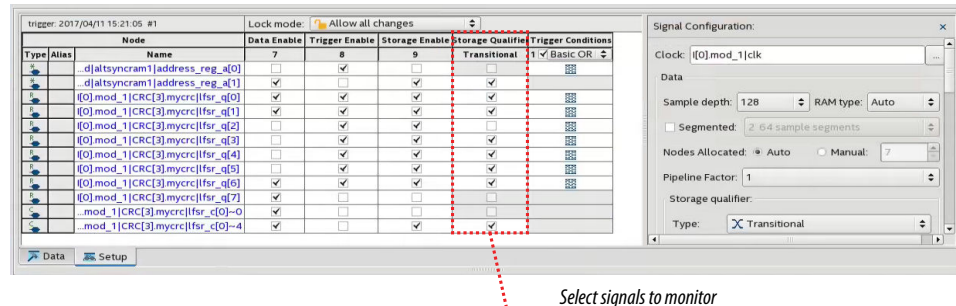 trigger: 2017/04/11 15:21:05 #1 Lock mode: Allow all changes
Node Data Enable Trigger Enable Storage Enable Storage Qualifier Trigger Conditions
Type Alias Name 7 8 9 Transitional 1 Basic OR
...d|altsyncram1|address_reg_a[0]
...d|altsyncram1|address_reg_a[1]
I[0].mod_1|CRC[3].mycrc|lfsr_q[0]
I[0].mod_1|CRC[3].mycrc|lfsr_q[1]
I[0].mod_1|CRC[3].mycrc|lfsr_q[2]
I[0].mod_1|CRC[3].mycrc|lfsr_q[3]
I[0].mod_1|CRC[3].mycrc|lfsr_q[4]
I[0].mod_1|CRC[3].mycrc|lfsr_q[5]
I[0].mod_1|CRC[3].mycrc|lfsr_q[6]
I[0].mod_1|CRC[3].mycrc|lfsr_q[7]
...mod_1|CRC[3].mycrc|lfsr_c[0]~0
...mod_1|CRC[3].mycrc|lfsr_c[0]~4
Data Setup
Signal Configuration: x
Clock: I[0].mod_1|clk ...
Data
Sample depth: 128 RAM type: Auto
Segmented: 2 64 sample segments
Nodes Allocated: Auto Manual: 7
Pipeline Factor: 1
Storage qualifier:
Type: Transitional
Select signals to monitor